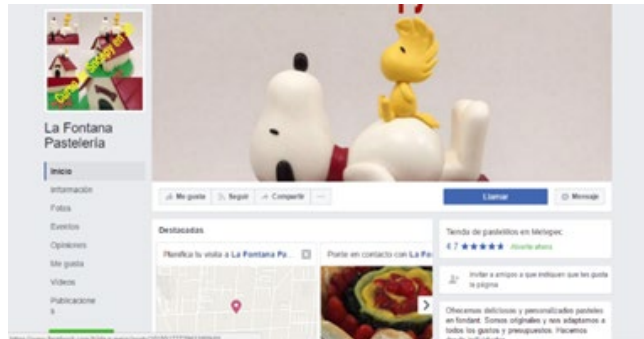 La Fontana
Pastelería
Inicio
Información
Fotos
Eventos
Opiniones
Me gusta
Videos
Publicacione
s
Me gusta
Seguir
Compartir
Llamar
Mensaje
Destacadas
Planifica tu visita a La Fontana Pa...
Ponte en contacto con La Fo
Tienda de pastelillos en Metepec
4.7 ★★★★★ Abierto ahora
Invitar a amigos a que indiquen que les gusta
la página
Ofrecemos deliciosos y personalizados pasteles
en fondant. Somos originales y nos adaptamos a
todos los gustos y presupuestos. Hacemos